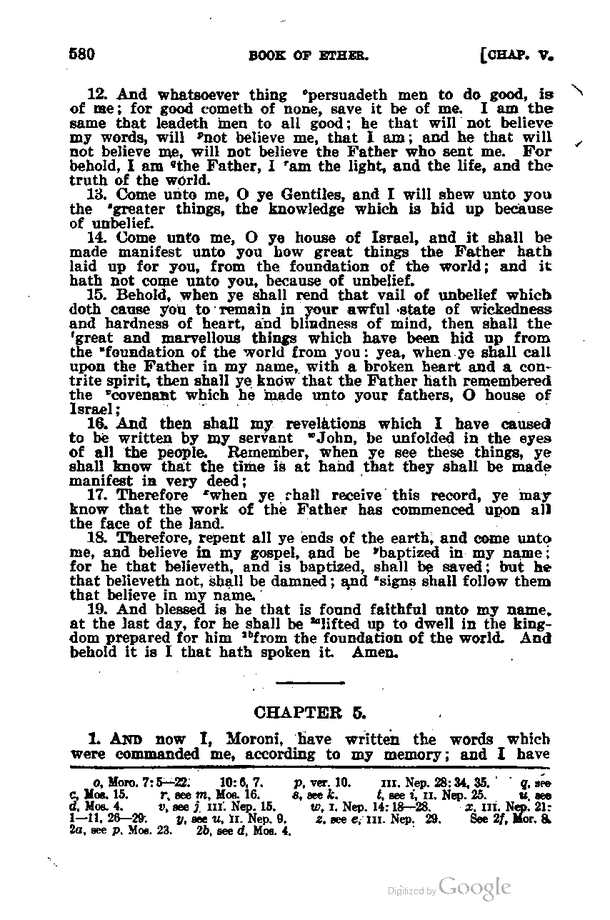 580 BOOK OF ETHER. [CHAP. V.
12. And whatsoever thing ᵒpersuadeth men to do good, is
of me; for good cometh of none, save it be of me. I am the
same that leadeth men to all good; he that will not believe
my words, will ᵖnot believe me, that I am; and he that will
not believe me, will not believe the Father who sent me. For
behold, I am ᑫthe Father, I ʳam the light, and the life, and the
truth of the world.
13. Come unto me, O ye Gentiles, and I will shew unto you
the ˢgreater things, the knowledge which is hid up because
of unbelief.
14. Come unto me, O ye house of Israel, and it shall be
made manifest unto you how great things the Father hath
laid up for you, from the foundation of the world; and it
hath not come unto you, because of unbelief.
15. Behold, when ye shall rend that vail of unbelief which
doth cause you to remain in your awful state of wickedness
and hardness of heart, and blindness of mind, then shall the
ᵗgreat and marvellous things which have been hid up from
the ᵘfoundation of the world from you: yea, when ye shall call
upon the Father in my name, with a broken heart and a con-
trite spirit, then shall ye know that the Father hath remembered
the ᵛcovenant which he made unto your fathers, O house of
Israel;
16. And then shall my revelations which I have caused
to be written by my servant ʷJohn, be unfolded in the eyes
of all the people. Remember, when ye see these things, ye
shall know that the time is at hand that they shall be made
manifest in very deed;
17. Therefore ˣwhen ye shall receive this record, ye may
know that the work of the Father has commenced upon all
the face of the land.
18. Therefore, repent all ye ends of the earth, and come unto
me, and believe in my gospel, and be ʸbaptized in my name;
for he that believeth, and is baptized, shall be saved; but he
that believeth not, shall be damned; and ᶻsigns shall follow them
that believe in my name.
19. And blessed is he that is found faithful unto my name,
at the last day, for he shall be ²ᵃlifted up to dwell in the king-
dom prepared for him ²ᵇfrom the foundation of the world. And
behold it is I that hath spoken it. Amen.
CHAPTER 5.
1. AND now I, Moroni, have written the words which
were commanded me, according to my memory; and I have
o, Moro. 7:5—22. 10:6, 7. p, ver. 10. III. Nep. 28:34, 35. q, see
c, Mos. 15. r, see m, Mos. 16. s, see k. t, see i, II. Nep. 25. u, see
d, Mos. 4. v, see j, III. Nep. 15. w, I. Nep. 14:18—28. x, III. Nep. 21:
1—11, 26—29. y, see u, II. Nep. 9. z, see e, III. Nep. 29. See 2f, Mor. 8.
2a, see p, Mos. 23. 2b, see d, Mos. 4.
Digitized by Google